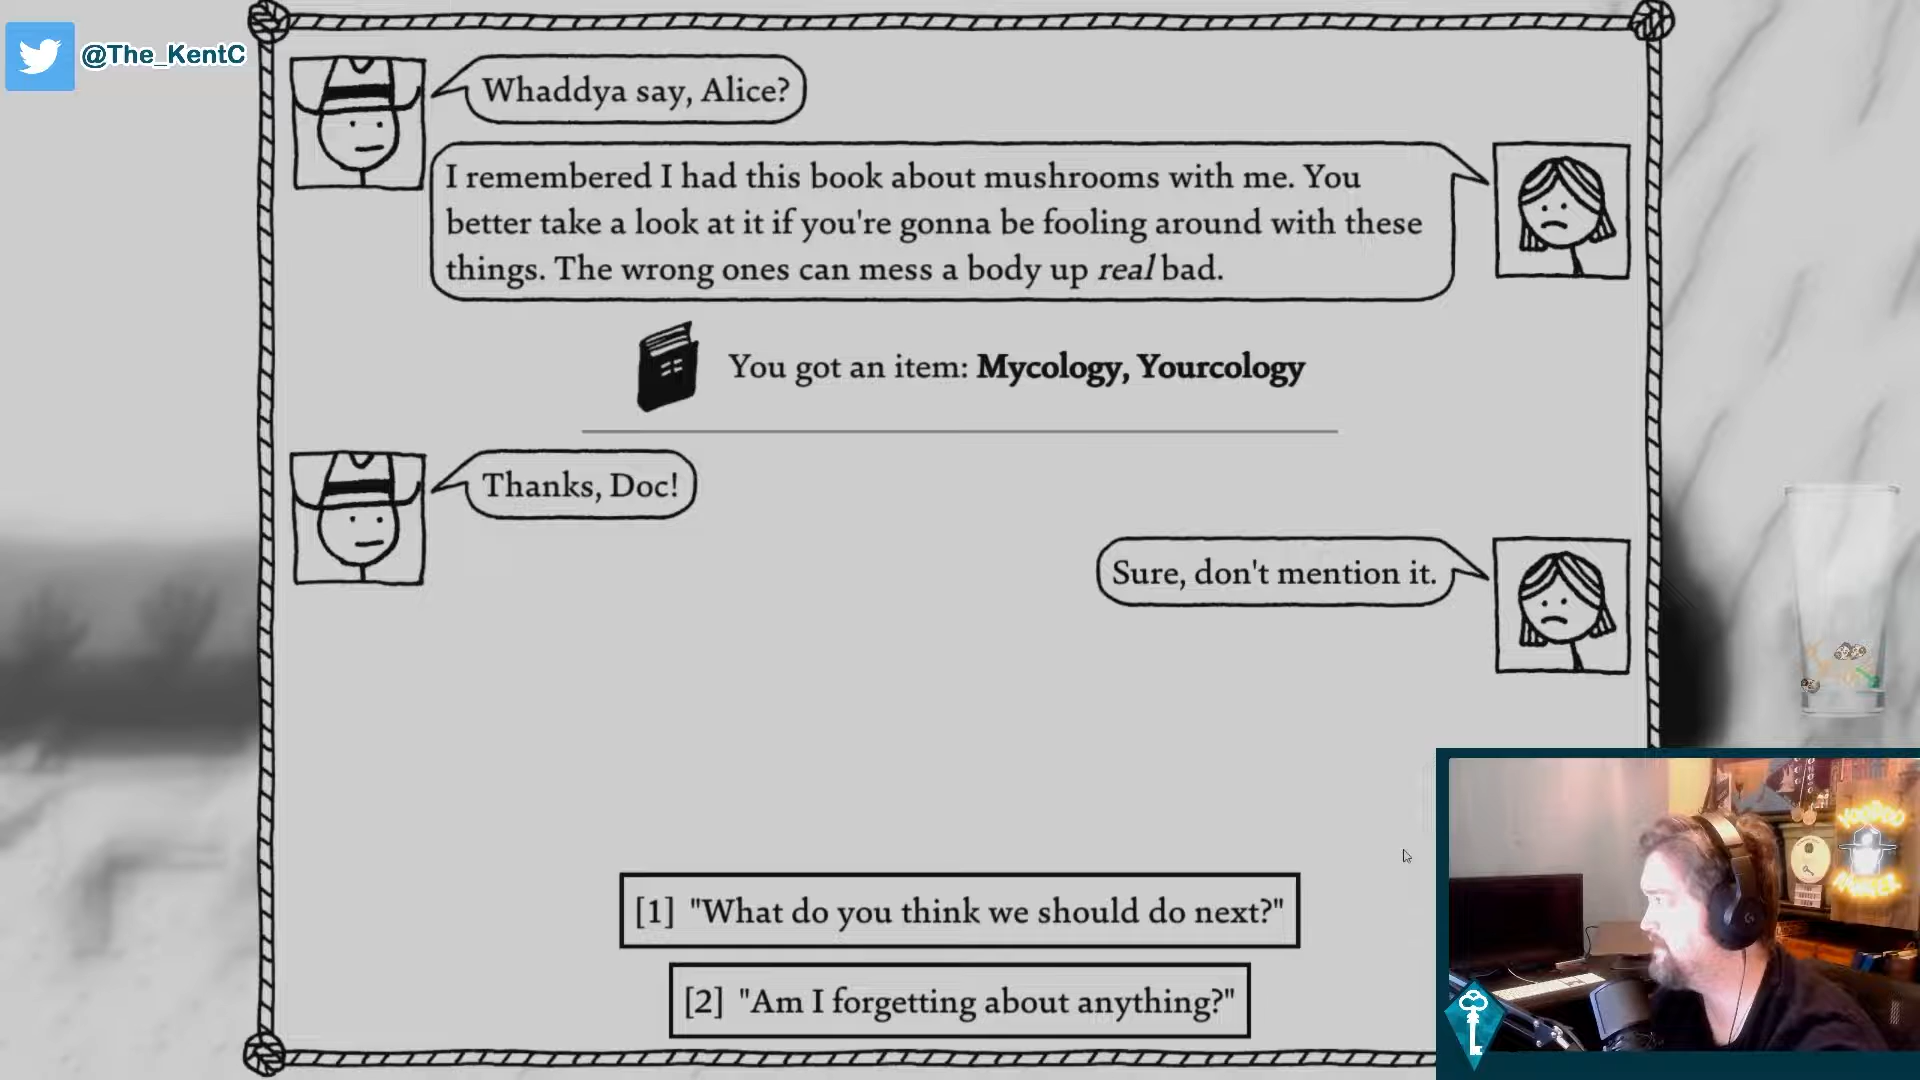 @The_KentC
Whaddya say, Alice?
I remembered I had this book about mushrooms with me. You
better take a look at it if you're gonna be fooling around with these
things. The wrong ones can mess a body up real bad.
You got an item: Mycology, Yourcology
Thanks, Doc!
Sure, don't mention it.
[1] "What do you think we should do next?"
[2] "Am I forgetting about anything?"
VOODOO